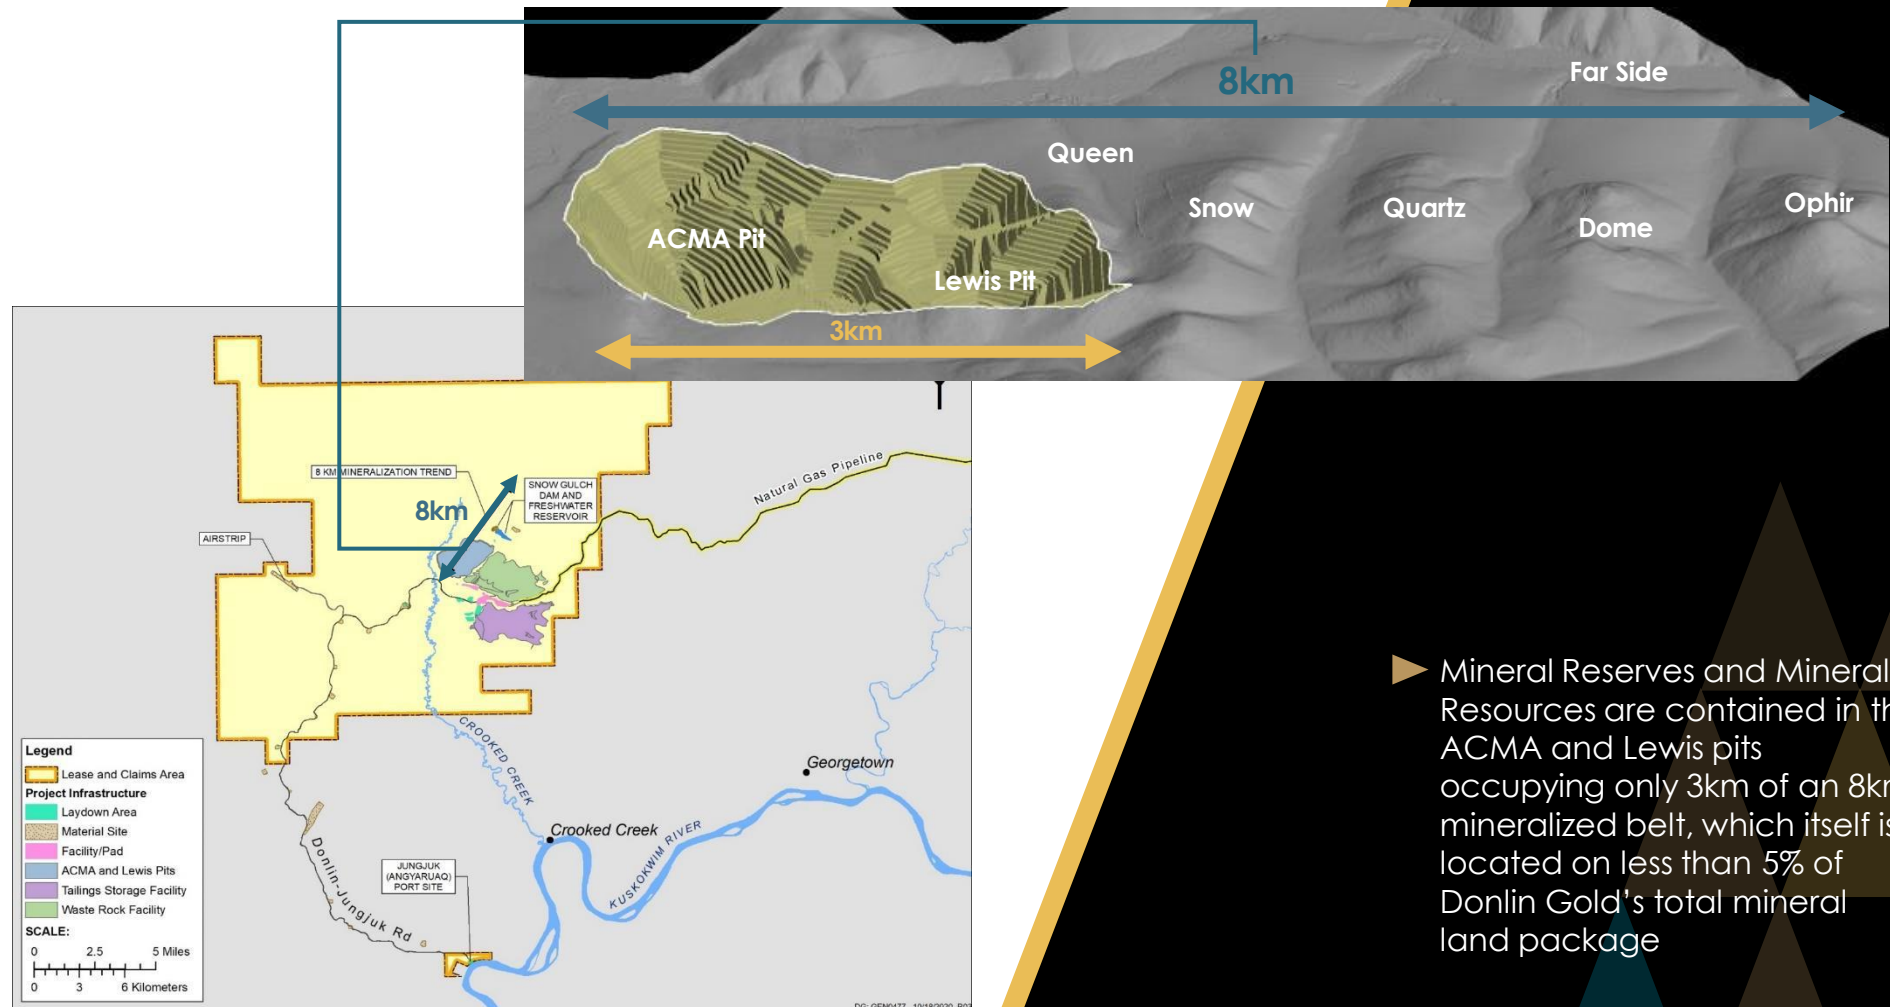 8km
Far Side
Queen
Snow
Quartz
Dome
Ophir
ACMA Pit
Lewis Pit
3km
8 KM MINERALIZATION TREND
SNOW GULCH
DAM AND
FRESHWATER
RESERVOIR
8km
Natural Gas Pipeline
AIRSTRIP
CROOKED CREEK
Georgetown
Crooked Creek
KUSKOKWIM RIVER
JUNGJUK
(ANGYARUAQ)
PORT SITE
Donlin-Jungjuk Rd
Legend
Lease and Claims Area
Project Infrastructure
Laydown Area
Material Site
Facility/Pad
ACMA and Lewis Pits
Tailings Storage Facility
Waste Rock Facility
SCALE:
0 2.5 5 Miles
0 3 6 Kilometers
Mineral Reserves and Mineral
Resources are contained in th
ACMA and Lewis pits
occupying only 3km of an 8km
mineralized belt, which itself is
located on less than 5% of
Donlin Gold's total mineral
land package